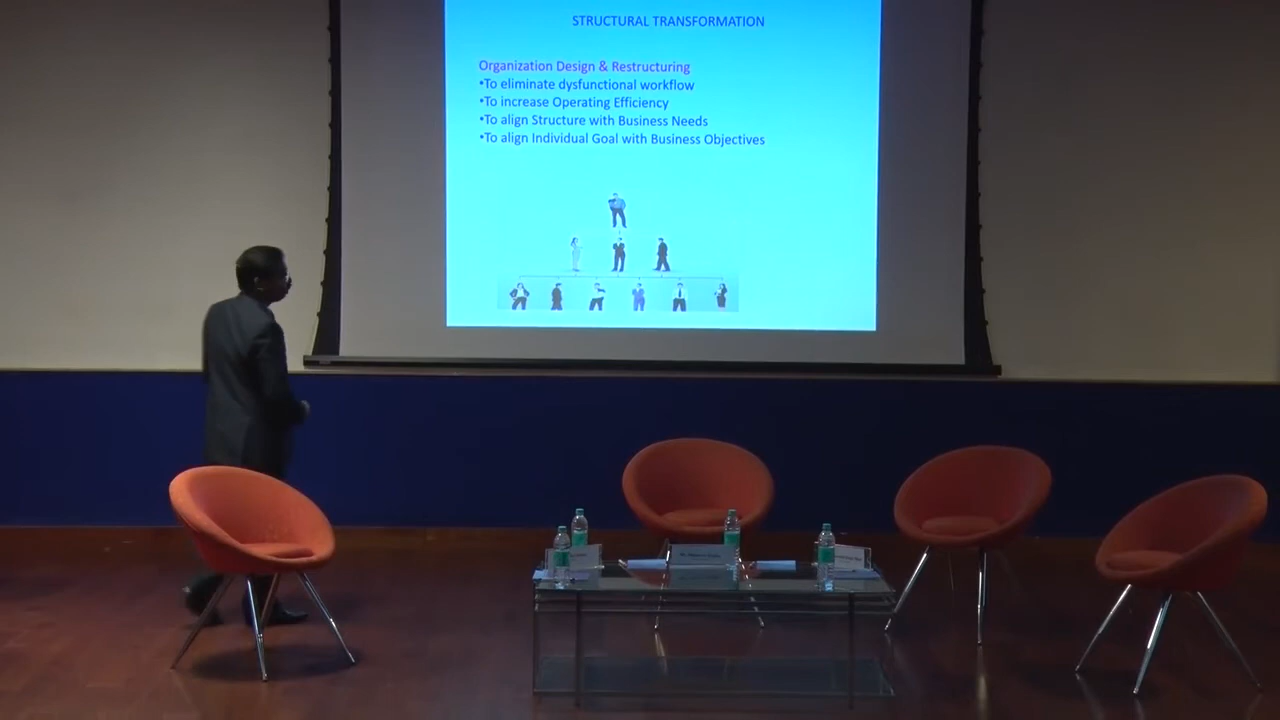 STRUCTURAL TRANSFORMATION
Organization Design & Restructuring
•To eliminate dysfunctional workflow
•To increase Operating Efficiency
•To align Structure with Business Needs
•To align Individual Goal with Business Objectives